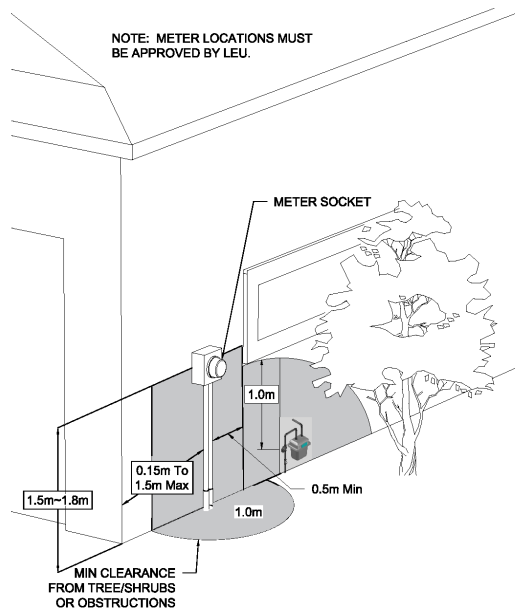 NOTE: METER LOCATIONS MUST
BE APPROVED BY LEU.
METER SOCKET
1.0m
0.15m To
1.5m Max
0.5m Min
1.5m~1.8m
1.0m
MIN CLEARANCE
FROM TREE/SHRUBS
OR OBSTRUCTIONS